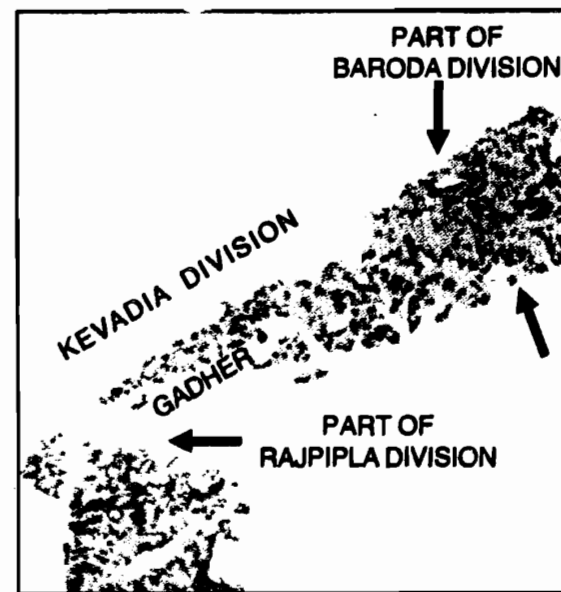 PART OF
BARODA DIVISION
KEVADIA DIVISION
GADHER
PART OF
RAJPIPLA DIVISION